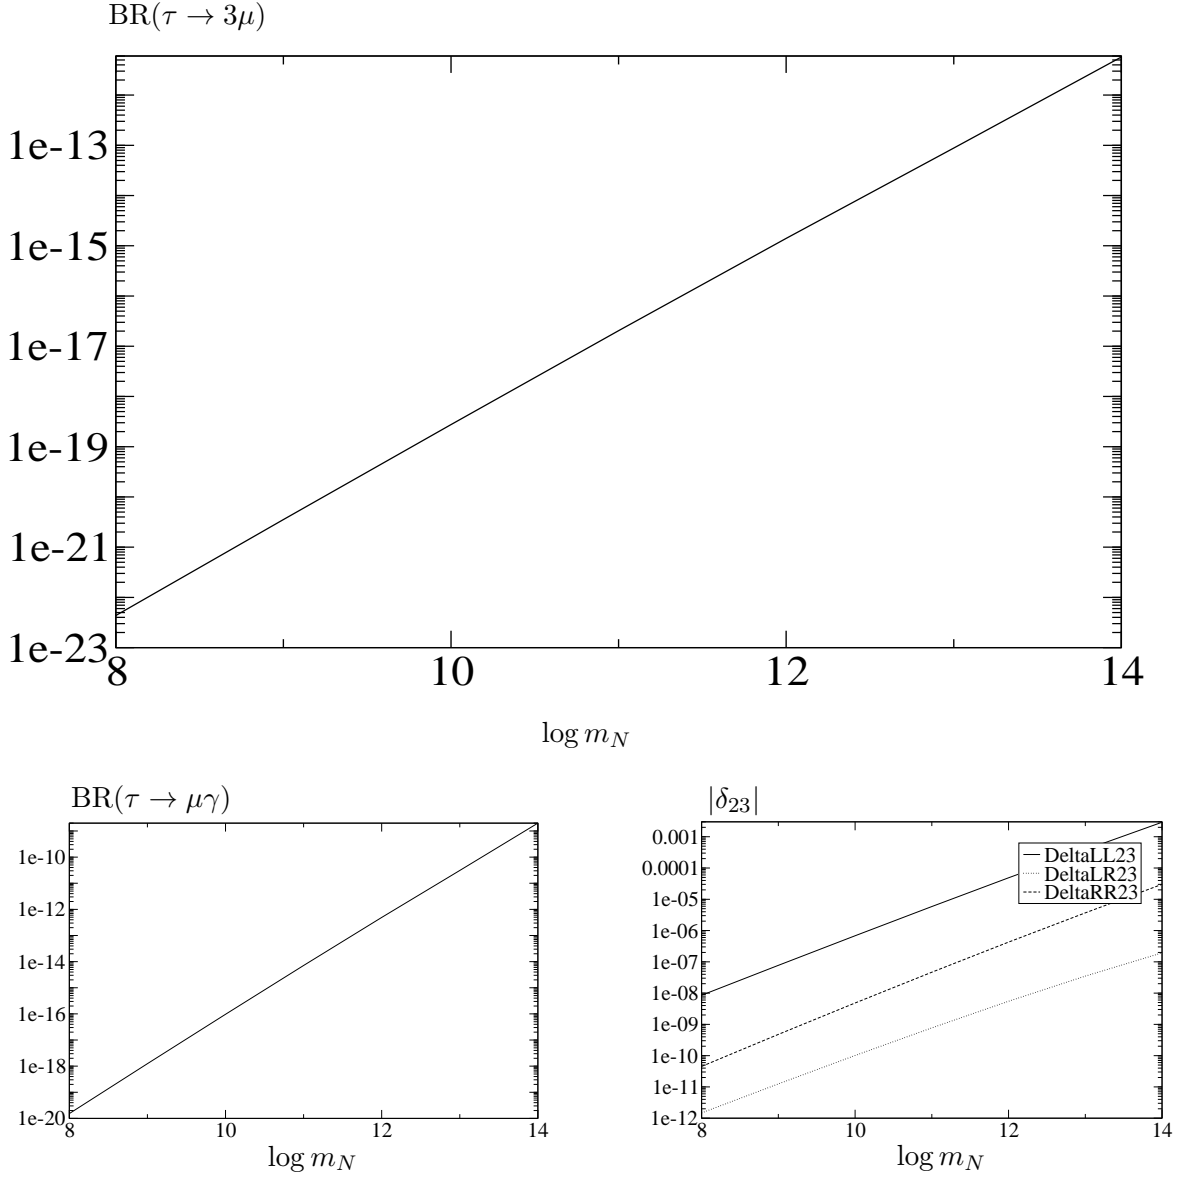 BR(τ → 3μ)
1e-13
1e-15
1e-17
1e-19
1e-21
1e-23
8 10 12 14
log m_N
BR(τ → μγ)
1e-10
1e-12
1e-14
1e-16
1e-18
1e-20
8 10 12 14
log m_N
|δ_23|
0.001
0.0001
1e-05
1e-06
1e-07
1e-08
1e-09
1e-10
1e-11
1e-12
DeltaLL23
DeltaLR23
DeltaRR23
8 10 12 14
log m_N